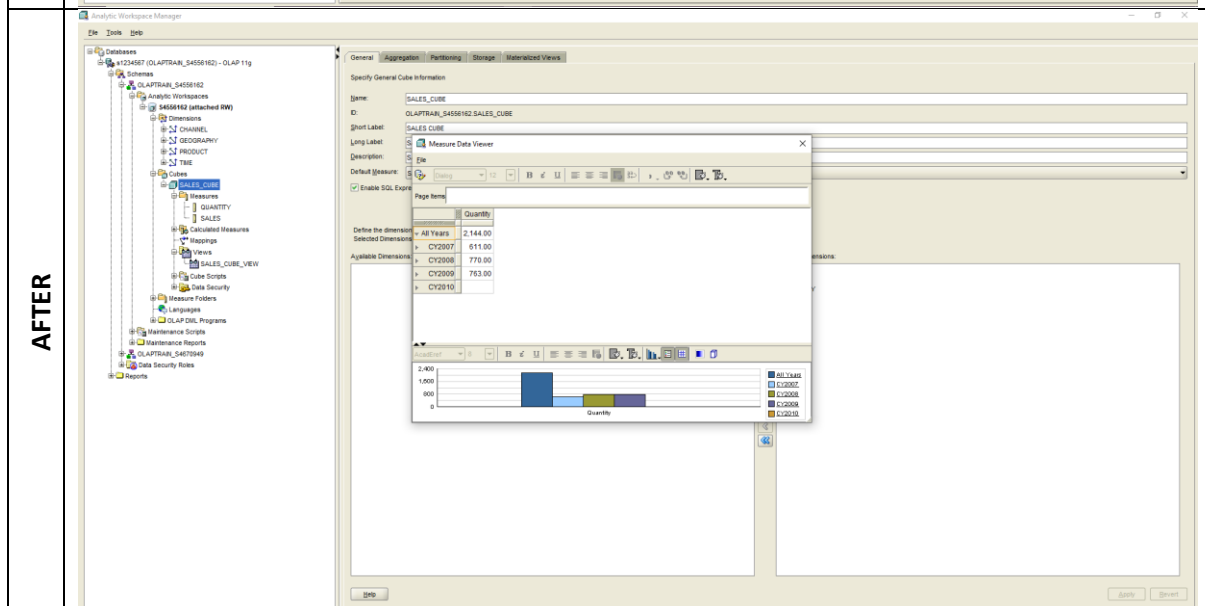 AFTER
Analytic Workspace Manager
File Tools Help
Databases
s1234567 (OLAPTRAIN_S4556162) - OLAP 11g
Schemas
OLAPTRAIN_S4556162
Analytic Workspaces
S4556162 (attached RW)
Dimensions
CHANNEL
GEOGRAPHY
PRODUCT
TIME
Cubes
SALES_CUBE
Measures
QUANTITY
SALES
Calculated Measures
Mappings
Views
SALES_CUBE_VIEW
Cube Scripts
Data Security
Measure Folders
Languages
OLAP DML Programs
Maintenance Scripts
Maintenance Reports
OLAPTRAIN_S4670949
Data Security Roles
Reports
General Aggregation Partitioning Storage Materialized Views
Specify General Cube Information
Name: SALES_CUBE
ID: OLAPTRAIN_S4556162.SALES_CUBE
Short Label: SALES CUBE
Long Label: S
Description: S
Default Measure: S
Enable SQL Expre
Define the dimension
Selected Dimensions
Available Dimensions:
ensions:
Y
Measure Data Viewer
File
Dialog 12 B U
Page Items
Quantity
All Years 2,144.00
CY2007 611.00
CY2008 770.00
CY2009 763.00
CY2010
8 B U
2,400
1,600
800
0
Quantity
All Years
CY2007
CY2008
CY2009
CY2010
Help Apply Revert